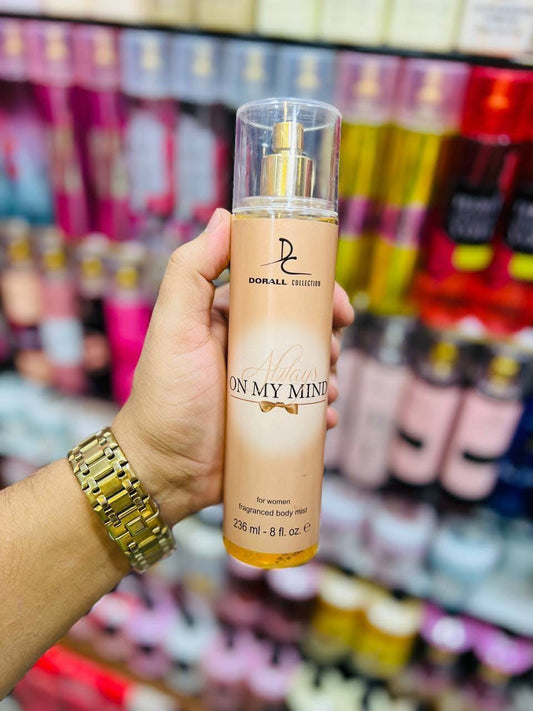 DC
DORALL COLLECTION
Always
ON MY MIND
for women
fragranced body mist
236 ml - 8 fl. oz. e